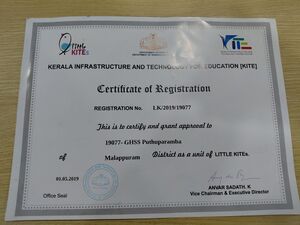 LITTLE
KITEs
KITE
KERALA INFRASTRUCTURE AND TECHNOLOGY FOR EDUCATION [KITE]
Certificate of Registration
REGISTRATION No. LK/2019/19077
This is to certify and grant approval to
19077- GHSS Puthuparamba
of Malappuram District as a unit of LITTLE KITEs.
01.03.2019
Office Seal
ANVAR SADATH. K
Vice Chairman & Executive Director